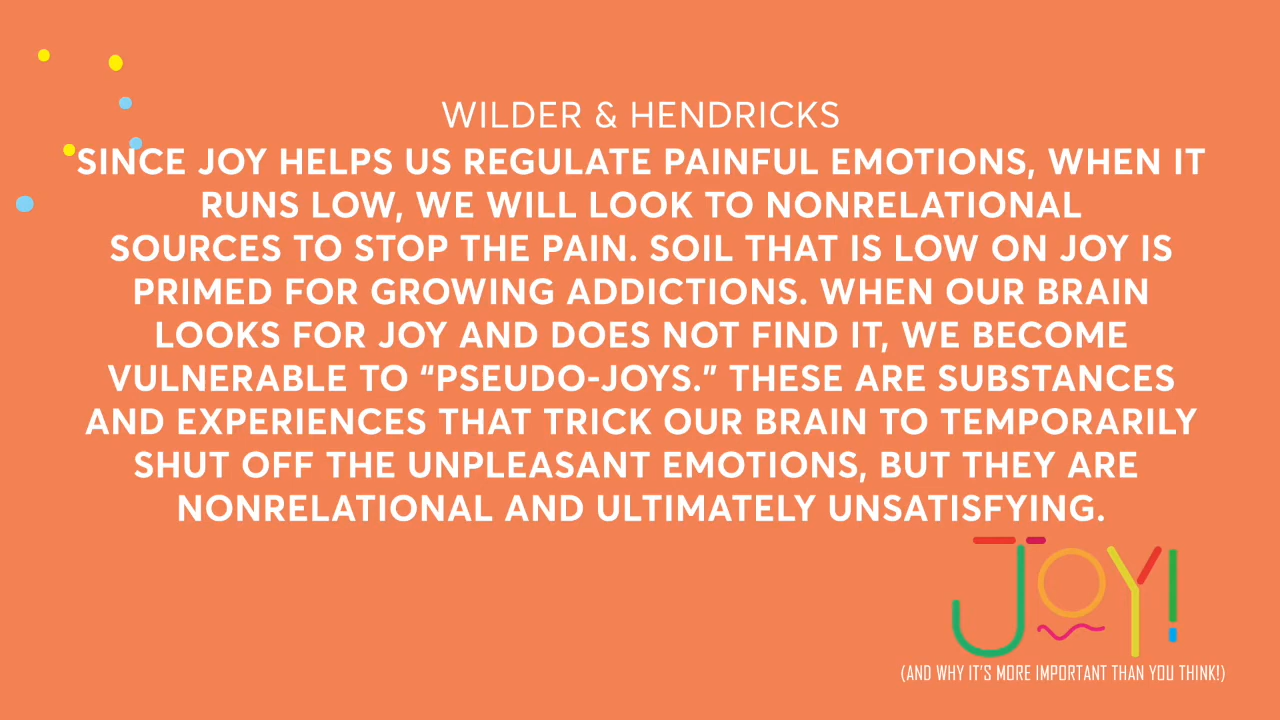 WILDER & HENDRICKS
SINCE JOY HELPS US REGULATE PAINFUL EMOTIONS, WHEN IT
RUNS LOW, WE WILL LOOK TO NONRELATIONAL
SOURCES TO STOP THE PAIN. SOIL THAT IS LOW ON JOY IS
PRIMED FOR GROWING ADDICTIONS. WHEN OUR BRAIN
LOOKS FOR JOY AND DOES NOT FIND IT, WE BECOME
VULNERABLE TO “PSEUDO-JOYS.” THESE ARE SUBSTANCES
AND EXPERIENCES THAT TRICK OUR BRAIN TO TEMPORARILY
SHUT OFF THE UNPLEASANT EMOTIONS, BUT THEY ARE
NONRELATIONAL AND ULTIMATELY UNSATISFYING.
JOY!
(AND WHY IT'S MORE IMPORTANT THAN YOU THINK!)